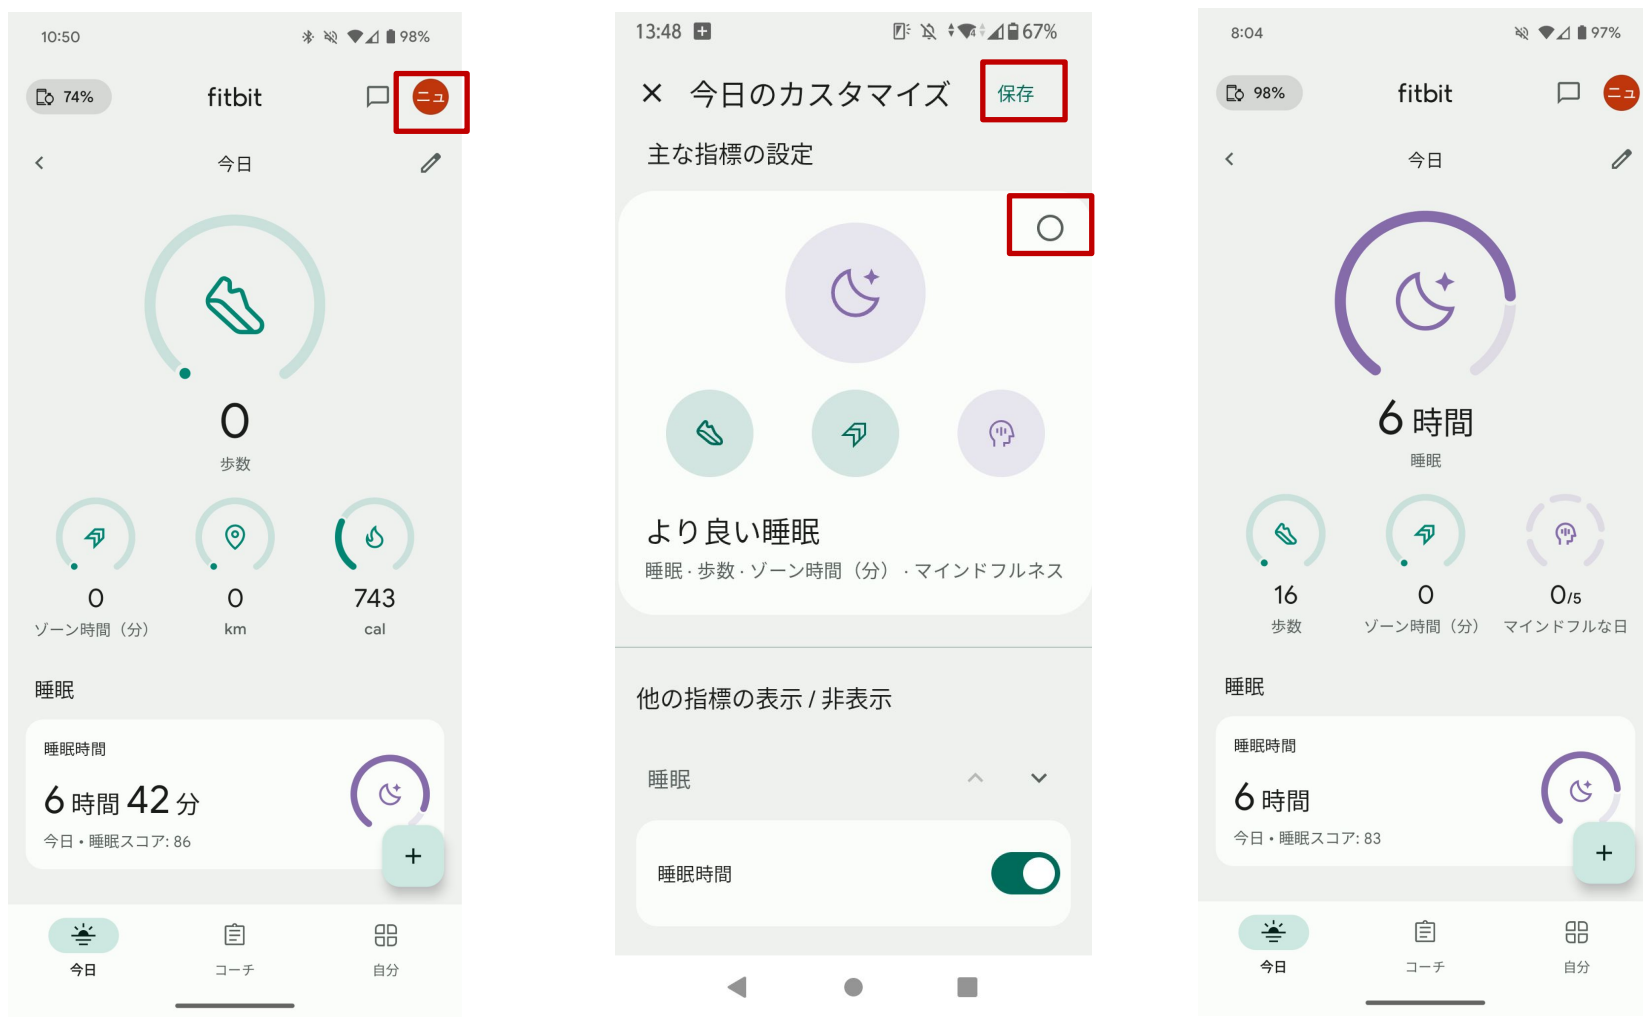 10:50
98%
74%
fitbit
ニュ
今日
0
歩数
0
0
743
ゾーン時間（分）
km
cal
睡眠
睡眠時間
6 時間 42 分
今日・睡眠スコア: 86
+
今日
コーチ
自分
13:48
67%
今日のカスタマイズ
保存
主な指標の設定
より良い睡眠
睡眠・歩数・ゾーン時間（分）・マインドフルネス
他の指標の表示 / 非表示
睡眠
睡眠時間
8:04
97%
98%
fitbit
ニュ
今日
6 時間
睡眠
16
0
0/5
歩数
ゾーン時間（分）
マインドフルな日
睡眠
睡眠時間
6 時間
今日・睡眠スコア: 83
+
今日
コーチ
自分